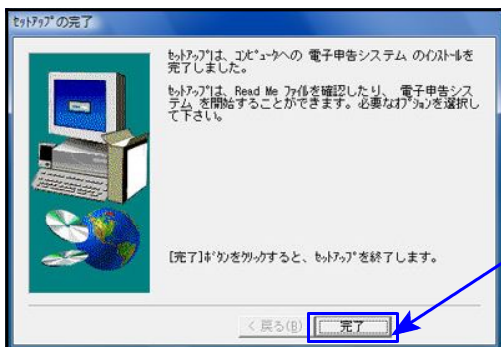 ｾｯﾄｱｯﾌﾟの完了
ｾｯﾄｱｯﾌﾟは、ｺﾝﾋﾟｭｰﾀへの 電子申告システム のｲﾝｽﾄｰﾙを
完了しました。
ｾｯﾄｱｯﾌﾟは、Read Me ﾌｧｲﾙを確認したり、 電子申告シス
テム を開始することができます。必要なｵﾌﾟｼｮﾝを選択し
て下さい。
[完了]ﾎﾞﾀﾝをｸﾘｯｸすると、ｾｯﾄｱｯﾌﾟを終了します。
< 戻る(B) 完了